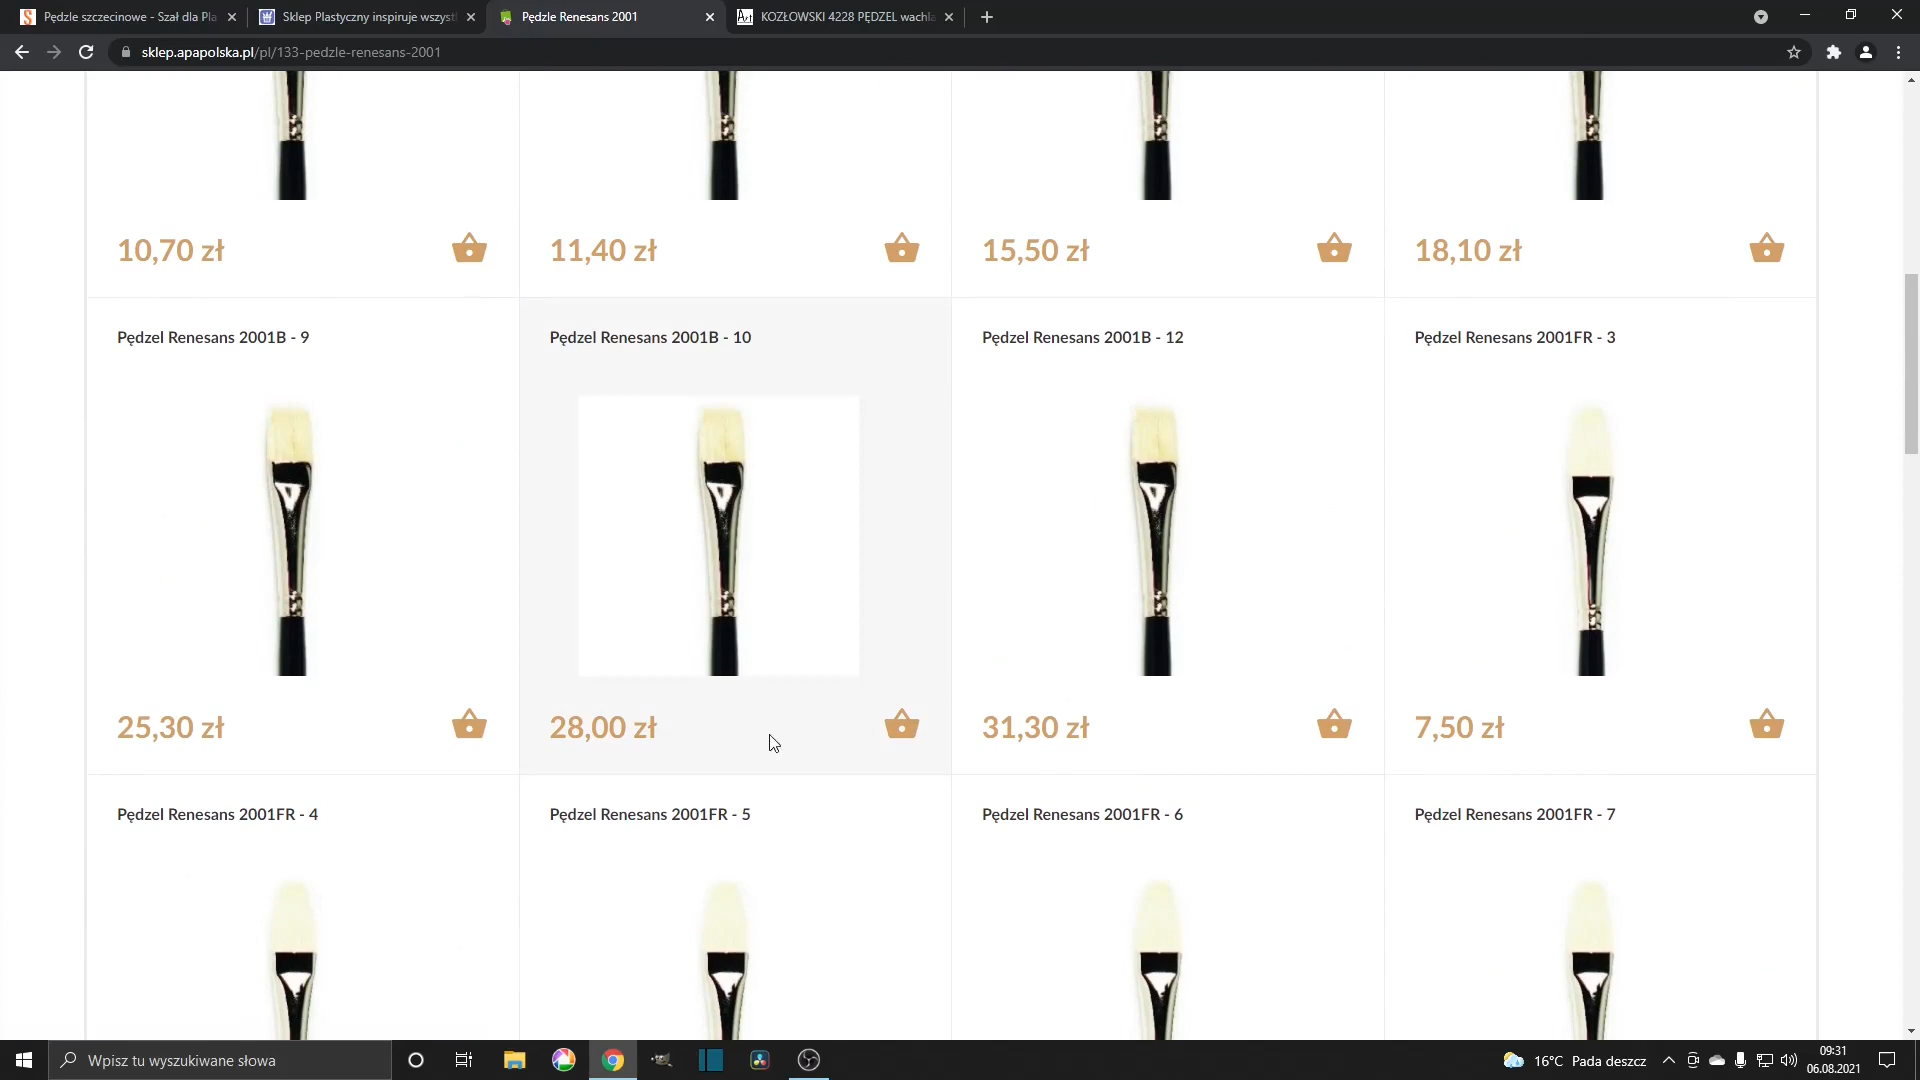 Pędzle szczecinowe - Szał dla Pla
Sklep Plastyczny inspiruje wszyst
Pędzle Renesans 2001
KOZŁOWSKI 4228 PĘDZEL wachla
sklep.apapolska.pl/pl/133-pedzle-renesans-2001
10,70 zł
11,40 zł
15,50 zł
18,10 zł
Pędzel Renesans 2001B - 9
Pędzel Renesans 2001B - 10
Pędzel Renesans 2001B - 12
Pędzel Renesans 2001FR - 3
25,30 zł
28,00 zł
31,30 zł
7,50 zł
Pędzel Renesans 2001FR - 4
Pędzel Renesans 2001FR - 5
Pędzel Renesans 2001FR - 6
Pędzel Renesans 2001FR - 7
Wpisz tu wyszukiwane słowa
16°C Pada deszcz
09:31
06.08.2021